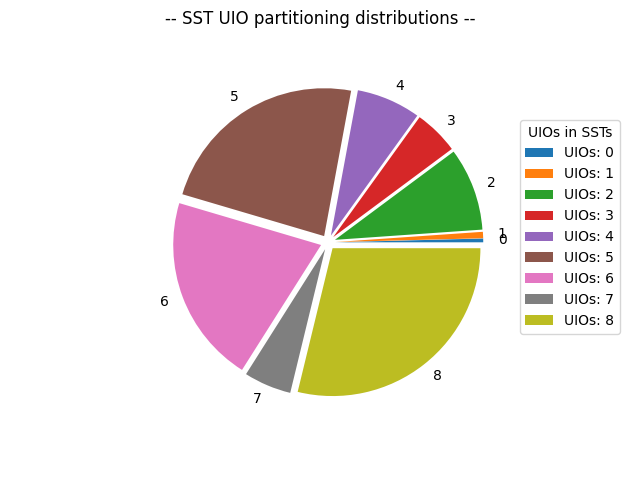 -- SST UIO partitioning distributions --
5
4
3
2
1
0
6
7
8
UIOs in SSTs
UIOs: 0
UIOs: 1
UIOs: 2
UIOs: 3
UIOs: 4
UIOs: 5
UIOs: 6
UIOs: 7
UIOs: 8